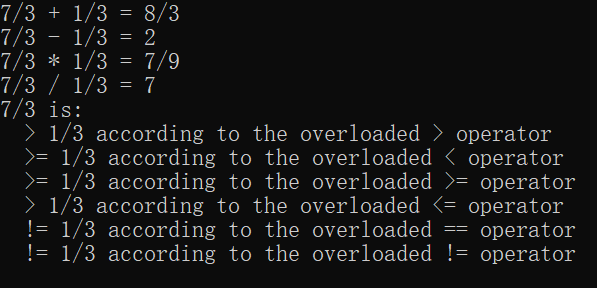 7/3 + 1/3 = 8/3
7/3 - 1/3 = 2
7/3 * 1/3 = 7/9
7/3 / 1/3 = 7
7/3 is:
  > 1/3 according to the overloaded > operator
  >= 1/3 according to the overloaded < operator
  >= 1/3 according to the overloaded >= operator
  > 1/3 according to the overloaded <= operator
  != 1/3 according to the overloaded == operator
  != 1/3 according to the overloaded != operator